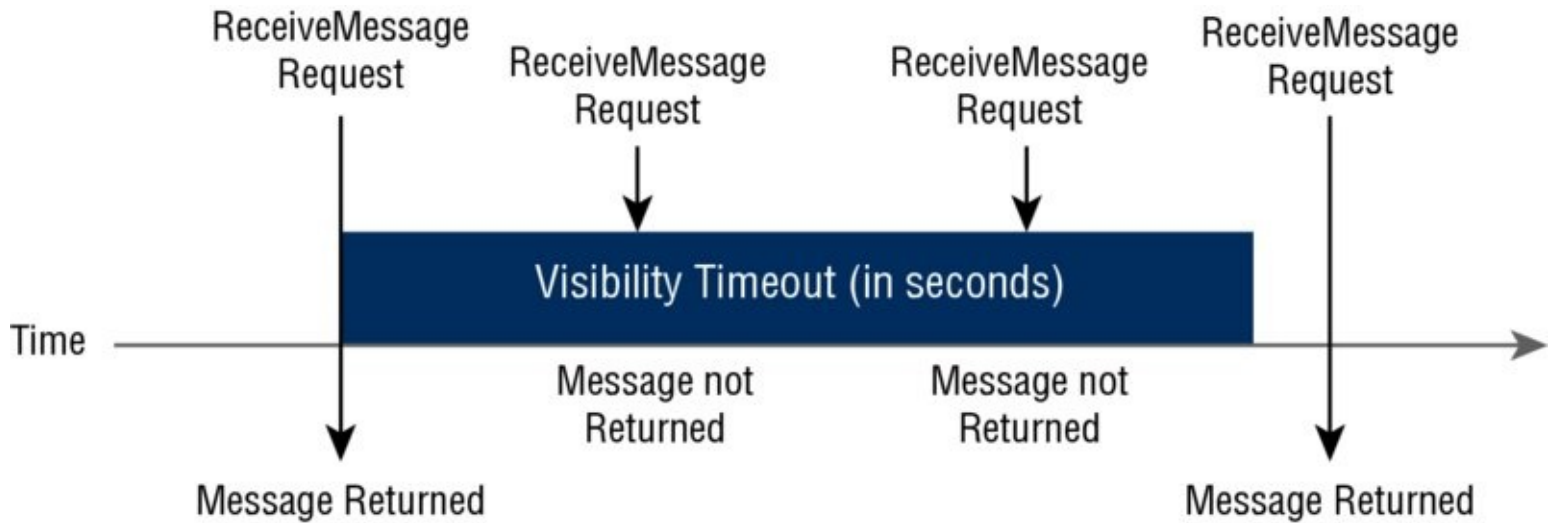 ReceiveMessage
Request
ReceiveMessage
Request
ReceiveMessage
Request
ReceiveMessage
Request
Visibility Timeout (in seconds)
Time
Message not
Returned
Message not
Returned
Message Returned
Message Returned